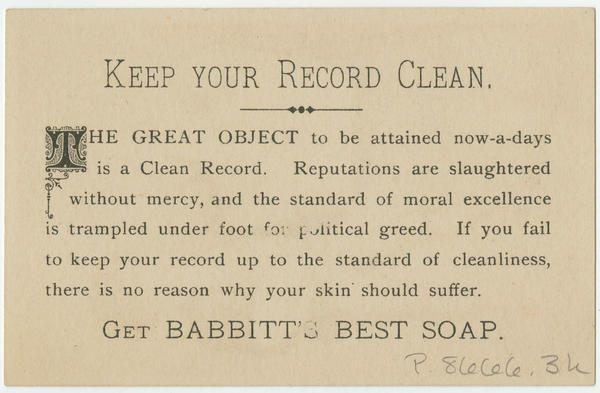 KEEP YOUR RECORD CLEAN.
THE GREAT OBJECT to be attained now-a-days
is a Clean Record. Reputations are slaughtered
without mercy, and the standard of moral excellence
is trampled under foot for political greed. If you fail
to keep your record up to the standard of cleanliness,
there is no reason why your skin should suffer.
GET BABBITT'S BEST SOAP.
P. 8666.3h